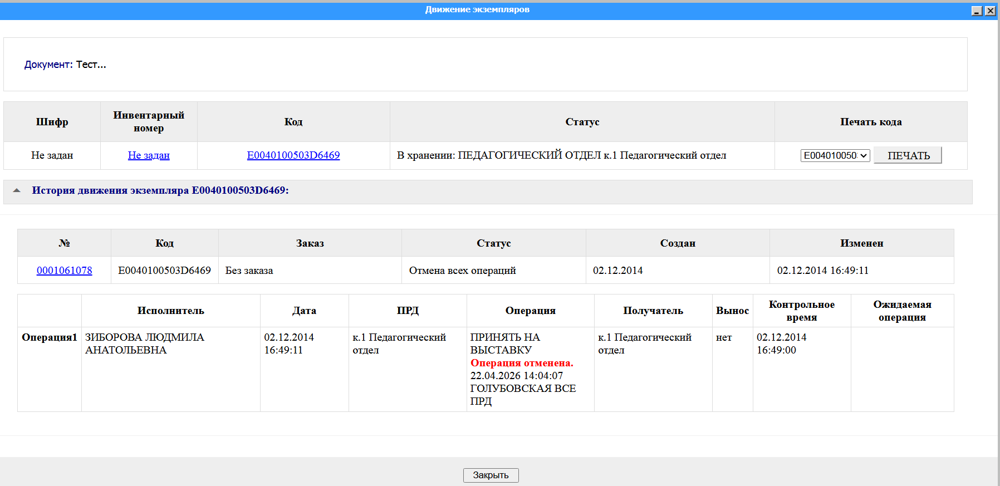 Движение экземпляров
Документ: Тест...
Шифр
Инвентарный
номер
Код
Статус
Печать кода
Не задан
Не задан
E0040100503D6469
В хранении: ПЕДАГОГИЧЕСКИЙ ОТДЕЛ к.1 Педагогический отдел
E004010050
ПЕЧАТЬ
История движения экземпляра E0040100503D6469:
№
Код
Заказ
Статус
Создан
Изменен
0001061078
E0040100503D6469
Без заказа
Отмена всех операций
02.12.2014
02.12.2014 16:49:11
Исполнитель
Дата
ПРД
Операция
Получатель
Вынос
Контрольное
время
Ожидаемая
операция
Операция1
ЗИБОРОВА ЛЮДМИЛА
АНАТОЛЬЕВНА
02.12.2014
16:49:11
к.1 Педагогический
отдел
ПРИНЯТЬ НА
ВЫСТАВКУ
Операция отменена.
22.04.2026 14:04:07
ГОЛУБОВСКАЯ ВСЕ
ПРД
к.1 Педагогический
отдел
нет
02.12.2014
16:49:00
Закрыть